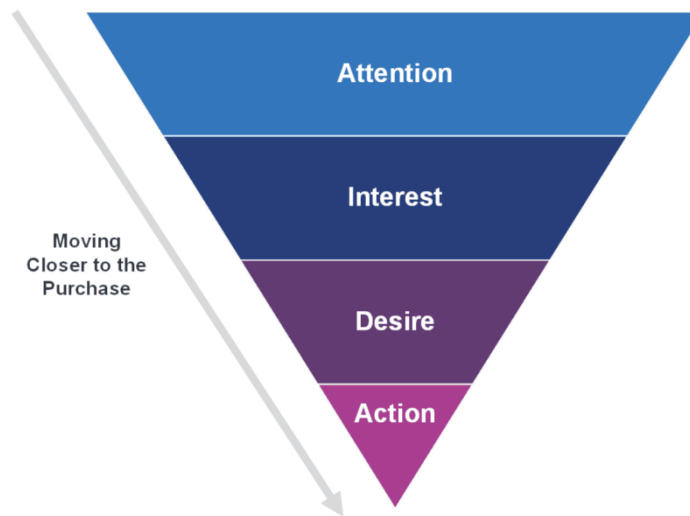 Attention
Interest
Moving
Closer to the
Purchase
Desire
Action